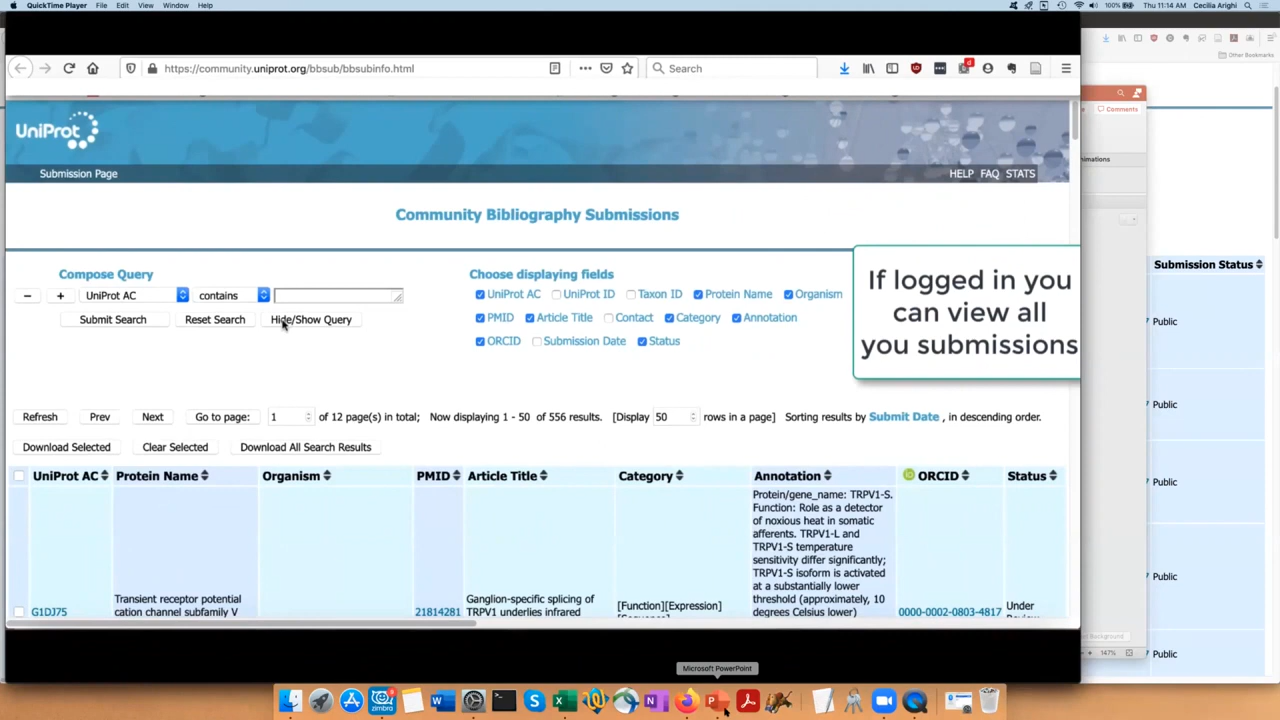 QuickTime Player File Edit View Window Help
100% Thu 11:14 AM Cecilia Arighi
https://community.uniprot.org/bbsub/bbsubinfo.html
Search
Other Bookmarks
Comments
UniProt
Submission Page
HELP FAQ STATS
Community Bibliography Submissions
Compose Query
UniProt AC contains
Submit Search Reset Search Hide/Show Query
Choose displaying fields
UniProt AC UniProt ID Taxon ID Protein Name Organism
PMID Article Title Contact Category Annotation
ORCID Submission Date Status
If logged in you
can view all
you submissions
Submission Status
Public
Public
Public
Public
Public
147%
Refresh Prev Next Go to page: 1 of 12 page(s) in total; Now displaying 1 - 50 of 556 results. [Display 50 rows in a page] Sorting results by Submit Date , in descending order.
Download Selected Clear Selected Download All Search Results
UniProt AC Protein Name Organism PMID Article Title Category Annotation ORCID Status
Protein/gene_name: TRPV1-S.
Function: Role as a detector
of noxious heat in somatic
afferents. TRPV1-L and
TRPV1-S temperature
sensitivity differ significantly;
TRPV1-S isoform is activated
at a substantially lower
threshold (approximately, 10
degrees Celsius lower)
G1DJ75
Transient receptor potential
cation channel subfamily V
21814281
Ganglion-specific splicing of
TRPV1 underlies infrared
[Function][Expression]
0000-0002-0803-4817
Under
Microsoft PowerPoint
zimbra